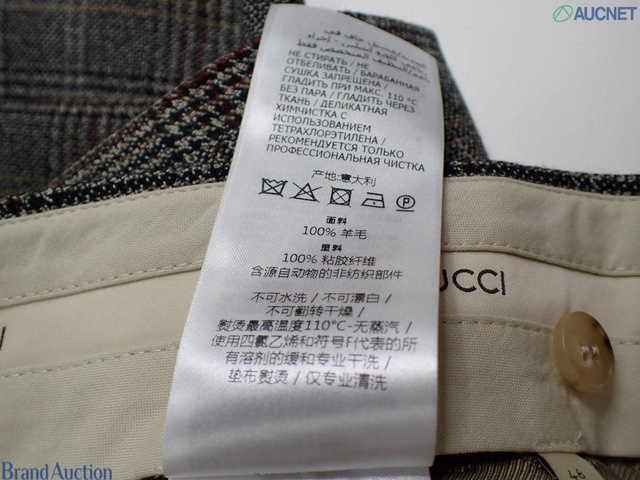 AUCNET
НЕ СТИРАТЬ / НЕ
ОТБЕЛИВАТЬ / БАРАБАННАЯ
СУШКА ЗАПРЕЩЕНА /
ГЛАДИТЬ ПРИ МАКС. 110 °C
БЕЗ ПАРА / ГЛАДИТЬ ЧЕРЕЗ
ТКАНЬ / ДЕЛИКАТНАЯ
ХИМЧИСТКА С
ИСПОЛЬЗОВАНИЕМ
ТЕТРАХЛОРЭТИЛЕНА /
РЕКОМЕНДУЕТСЯ ТОЛЬКО
ПРОФЕССИОНАЛЬНАЯ ЧИСТКА
产地:意大利
P
面料
100% 羊毛
里料
100% 粘胶纤维
含源自动物的非纺织部件
不可水洗 / 不可漂白 /
不可翻转干燥 /
熨烫最高温度110°C-无蒸汽 /
使用四氯乙烯和符号F代表的所
有溶剂的缓和专业干洗 /
垫布熨烫 / 仅专业清洗
UCCI
CI
46
Brand Auction